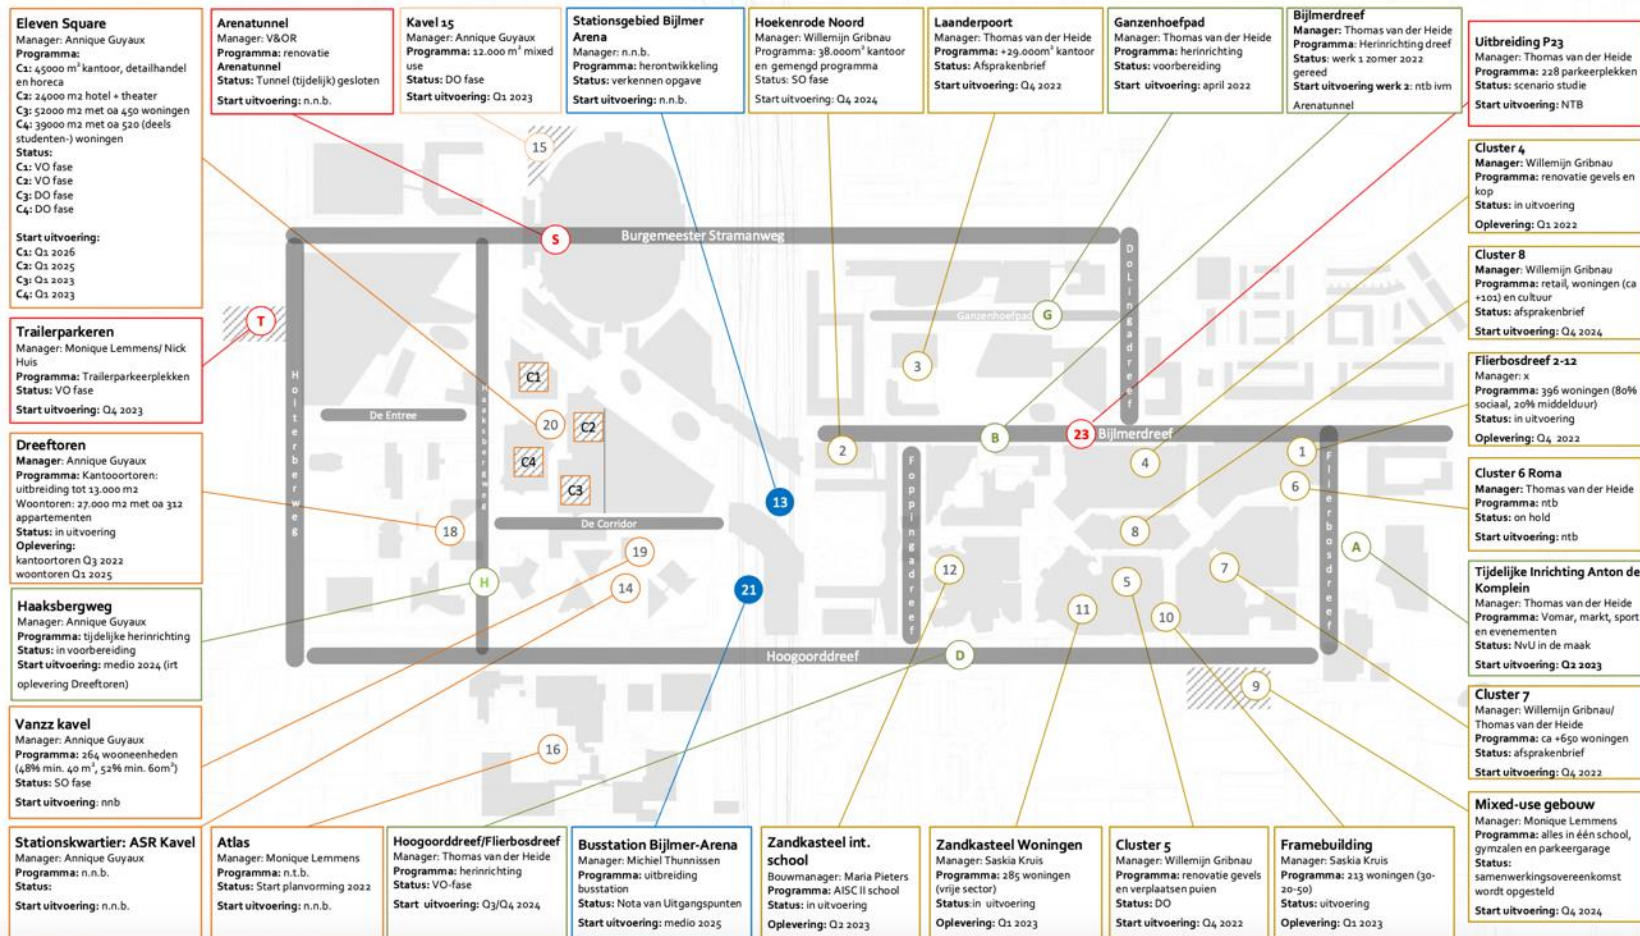 Eleven Square
Manager: Annique Guyaux
Programma:
C1: 45000 m² kantoor, detailhandel
en horeca
C2: 24000 m2 hotel + theater
C3: 52000 m2 met oa 450 woningen
C4: 39000 m2 met oa 520 (deels
studenten-) woningen
Status:
C1: VO fase
C2: VO fase
C3: DO fase
C4: DO fase
Start uitvoering:
C1: Q1 2026
C2: Q1 2025
C3: Q1 2023
C4: Q1 2023
Arenatunnel
Manager: V&OR
Programma: renovatie
Arenatunnel
Status: Tunnel (tijdelijk) gesloten
Start uitvoering: n.n.b.
Kavel 15
Manager: Annique Guyaux
Programma: 12.000 m² mixed
use
Status: DO fase
Start uitvoering: Q1 2023
Stationsgebied Bijlmer
Arena
Manager: n.n.b.
Programma: herontwikkeling
Status: verkennen opgave
Start uitvoering: n.n.b.
Hoekenrode Noord
Manager: Willemijn Gribnau
Programma: 38.000m² kantoor
en gemengd programma
Status: SO fase
Start uitvoering: Q4 2024
Laanderpoort
Manager: Thomas van der Heide
Programma: +29.000m² kantoor
Status: Afsprakenbrief
Start uitvoering: Q4 2022
Ganzenhoefpad
Manager: Thomas van der Heide
Programma: herinrichting
Status: voorbereiding
Start uitvoering: april 2022
Bijlmerdreef
Manager: Thomas van der Heide
Programma: Herinrichting dreef
Status: werk 1 zomer 2022
gereed
Start uitvoering werk 2: ntb ivm
Arenatunnel
Uitbreiding P23
Manager: Thomas van der Heide
Programma: 228 parkeerplekken
Status: scenario studie
Start uitvoering: NTB
Cluster 4
Manager: Willemijn Gribnau
Programma: renovatie gevels en
kop
Status: in uitvoering
Oplevering: Q1 2022
Cluster 8
Manager: Willemijn Gribnau
Programma: retail, woningen (ca
+101) en cultuur
Status: afsprakenbrief
Start uitvoering: Q4 2024
Flierbosdreef 2-12
Manager: x
Programma: 396 woningen (80%
sociaal, 20% middelduur)
Status: in uitvoering
Oplevering: Q4 2022
Cluster 6 Roma
Manager: Thomas van der Heide
Programma: ntb
Status: on hold
Start uitvoering: ntb
Tijdelijke Inrichting Anton de
Komplein
Manager: Thomas van der Heide
Programma: Vomar, markt, sport
en evenementen
Status: NvU in de maak
Start uitvoering: Q2 2023
Cluster 7
Manager: Willemijn Gribnau/
Thomas van der Heide
Programma: ca +650 woningen
Status: afsprakenbrief
Start uitvoering: Q4 2022
Mixed-use gebouw
Manager: Monique Lemmens
Programma: alles in één school,
gymzalen en parkeergarage
Status:
samenwerkingsovereenkomst
wordt opgesteld
Start uitvoering: Q4 2024
Trailerparkeren
Manager: Monique Lemmens/ Nick
Huis
Programma: Trailerparkeerplekken
Status: VO fase
Start uitvoering: Q4 2023
Dreeftoren
Manager: Annique Guyaux
Programma: Kantooortoren:
uitbreiding tot 13.000 m2
Woontoren: 27.000 m2 met oa 312
appartementen
Status: in uitvoering
Oplevering:
kantoortoren Q3 2022
woontoren Q1 2025
Haaksbergweg
Manager: Annique Guyaux
Programma: tijdelijke herinrichting
Status: in voorbereiding
Start uitvoering: medio 2024 (irt
oplevering Dreeftoren)
Vanzz kavel
Manager: Annique Guyaux
Programma: 264 wooneenheden
(48% min. 40 m², 52% min. 60m²)
Status: SO fase
Start uitvoering: nnb
Stationskwartier: ASR Kavel
Manager: Annique Guyaux
Programma: n.n.b.
Status:
Start uitvoering: n.n.b.
Atlas
Manager: Monique Lemmens
Programma: n.t.b.
Status: Start planvorming 2022
Start uitvoering: n.n.b.
Hoogoorddreef/Flierbosdreef
Manager: Thomas van der Heide
Programma: herinrichting
Status: VO-fase
Start uitvoering: Q3/Q4 2024
Busstation Bijlmer-Arena
Manager: Michiel Thunnissen
Programma: uitbreiding
busstation
Status: Nota van Uitgangspunten
Start uitvoering: medio 2025
Zandkasteel int.
school
Bouwmanager: Maria Pieters
Programma: AISC II school
Status: in uitvoering
Oplevering: Q2 2023
Zandkasteel Woningen
Manager: Saskia Kruis
Programma: 285 woningen
(vrije sector)
Status:in uitvoering
Oplevering: Q1 2023
Cluster 5
Manager: Willemijn Gribnau
Programma: renovatie gevels
en verplaatsen puien
Status: DO
Start uitvoering: Q4 2022
Framebuilding
Manager: Saskia Kruis
Programma: 213 woningen (30-
20-50)
Status: uitvoering
Oplevering: Q1 2023
15
S
Burgemeester Stramanweg
Dolingadreef
T
Ganzenhoefpad
G
3
C1
Holterbergweg
Haaksbergweg
De Entree
20
C2
C4
C3
2
B
23
Bijlmerdreef
4
1
6
Foppingadreef
Flierbosdreef
13
De Corridor
18
19
8
A
H
14
21
12
5
7
11
10
Hoogoorddreef
D
9
16